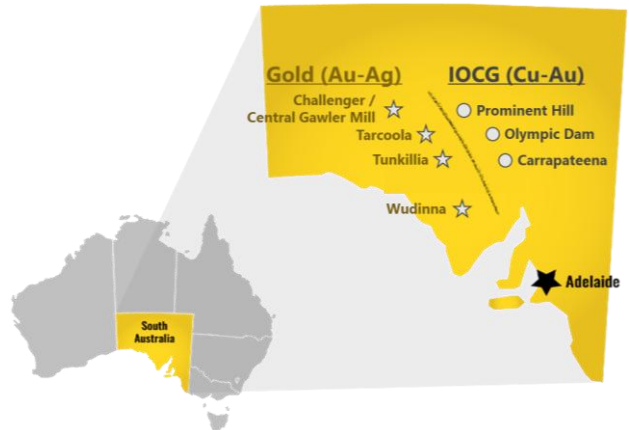 Gold (Au-Ag)
IOCG (Cu-Au)
Challenger /
Central Gawler Mill
Prominent Hill
Tarcoola
Olympic Dam
Tunkillia
Carrapateena
Wudinna
Adelaide
South
Australia